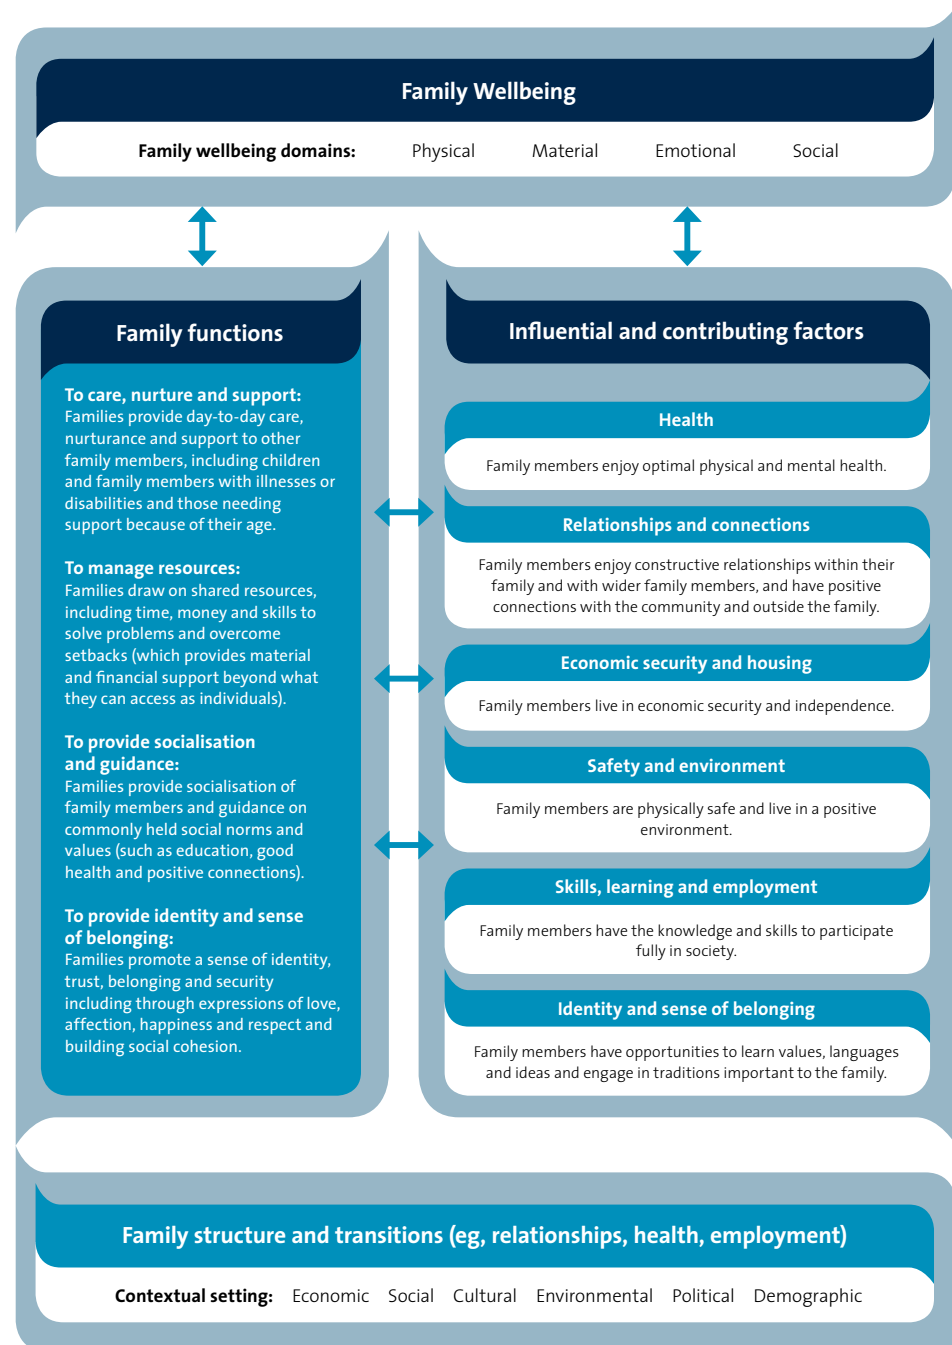 Family Wellbeing
Family wellbeing domains: Physical Material Emotional Social
Family functions
To care, nurture and support:
Families provide day-to-day care,
nurturance and support to other
family members, including children
and family members with illnesses or
disabilities and those needing
support because of their age.
To manage resources:
Families draw on shared resources,
including time, money and skills to
solve problems and overcome
setbacks (which provides material
and financial support beyond what
they can access as individuals).
To provide socialisation
and guidance:
Families provide socialisation of
family members and guidance on
commonly held social norms and
values (such as education, good
health and positive connections).
To provide identity and sense
of belonging:
Families promote a sense of identity,
trust, belonging and security
including through expressions of love,
affection, happiness and respect and
building social cohesion.
Influential and contributing factors
Health
Family members enjoy optimal physical and mental health.
Relationships and connections
Family members enjoy constructive relationships within their
family and with wider family members, and have positive
connections with the community and outside the family.
Economic security and housing
Family members live in economic security and independence.
Safety and environment
Family members are physically safe and live in a positive
environment.
Skills, learning and employment
Family members have the knowledge and skills to participate
fully in society.
Identity and sense of belonging
Family members have opportunities to learn values, languages
and ideas and engage in traditions important to the family.
Family structure and transitions (eg, relationships, health, employment)
Contextual setting: Economic Social Cultural Environmental Political Demographic